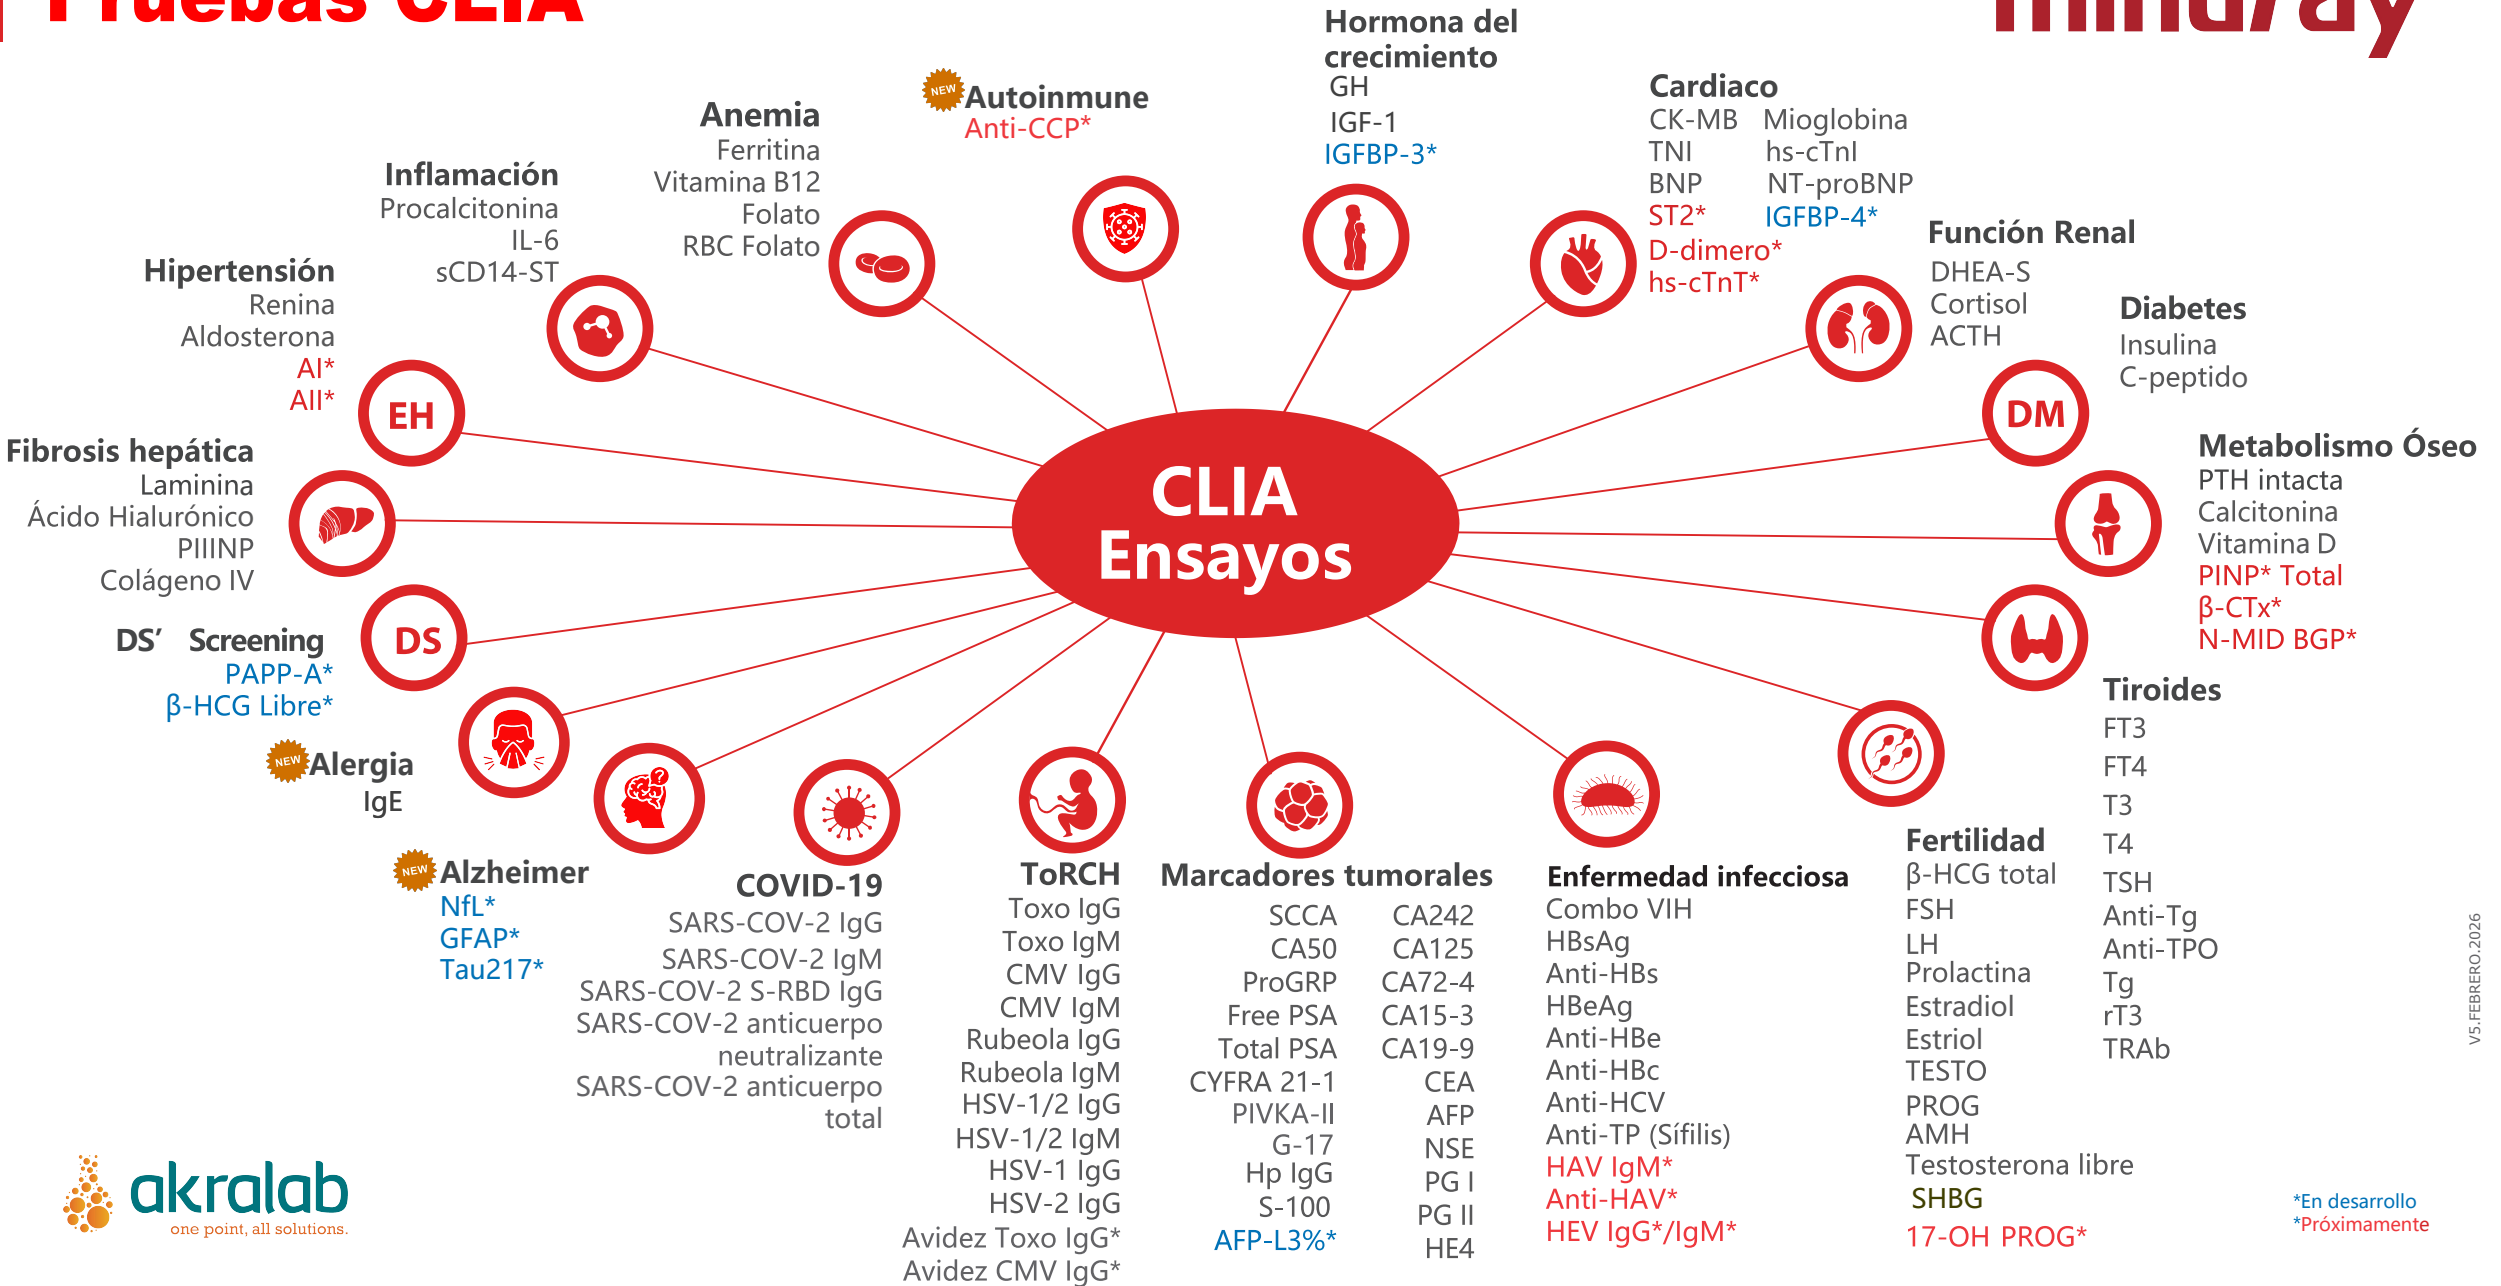 Pruebas CLIA
mindray
Hormona del
crecimiento
GH
IGF-1
IGFBP-3*
NEW
Autoinmune
Anti-CCP*
Cardiaco
CK-MB Mioglobina
TNI hs-cTnI
BNP NT-proBNP
ST2* IGFBP-4*
D-dimero*
hs-cTnT*
Anemia
Ferritina
Vitamina B12
Folato
RBC Folato
Inflamación
Procalcitonina
IL-6
sCD14-ST
Función Renal
DHEA-S
Cortisol
ACTH
Hipertensión
Renina
Aldosterona
AI*
AII*
EH
Diabetes
Insulina
C-peptido
DM
Fibrosis hepática
Laminina
Ácido Hialurónico
PIIINP
Colágeno IV
Metabolismo Óseo
PTH intacta
Calcitonina
Vitamina D
PINP* Total
β-CTx*
N-MID BGP*
CLIA
Ensayos
DS’ Screening
PAPP-A*
β-HCG Libre*
DS
Tiroides
FT3
FT4
T3
T4
TSH
Anti-Tg
Anti-TPO
Tg
rT3
TRAb
NEW
Alergia
IgE
NEW
Alzheimer
NfL*
GFAP*
Tau217*
?
COVID-19
SARS-COV-2 IgG
SARS-COV-2 IgM
SARS-COV-2 S-RBD IgG
SARS-COV-2 anticuerpo
neutralizante
SARS-COV-2 anticuerpo
total
ToRCH
Toxo IgG
Toxo IgM
CMV IgG
CMV IgM
Rubeola IgG
Rubeola IgM
HSV-1/2 IgG
HSV-1/2 IgM
HSV-1 IgG
HSV-2 IgG
Avidez Toxo IgG*
Avidez CMV IgG*
Marcadores tumorales
SCCA CA242
CA50 CA125
ProGRP CA72-4
Free PSA CA15-3
Total PSA CA19-9
CYFRA 21-1 CEA
PIVKA-II AFP
G-17 NSE
Hp IgG PG I
S-100 PG II
AFP-L3%* HE4
Enfermedad infecciosa
Combo VIH
HBsAg
Anti-HBs
HBeAg
Anti-HBe
Anti-HBc
Anti-HCV
Anti-TP (Sífilis)
HAV IgM*
Anti-HAV*
HEV IgG*/IgM*
Fertilidad
β-HCG total
FSH
LH
Prolactina
Estradiol
Estriol
TESTO
PROG
AMH
Testosterona libre
SHBG
17-OH PROG*
V5.FEBRERO.2026
*En desarrollo
*Próximamente
akralab
one point, all solutions.